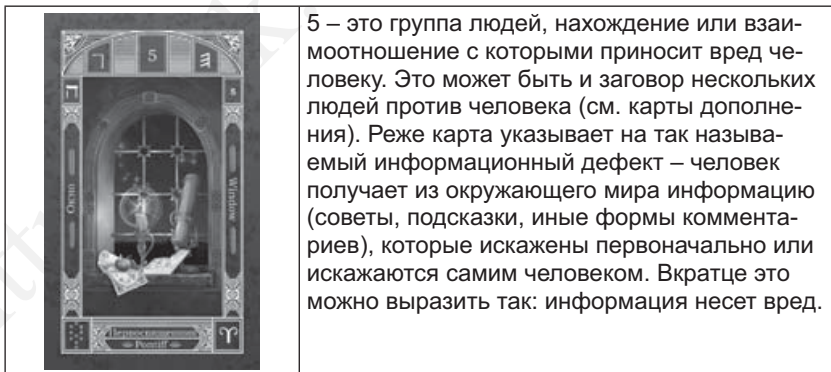 5
ה
8
Окно
Window
Первосвященник
Pontiff
♈
5 – это группа людей, нахождение или взаи-
моотношение с которыми приносит вред че-
ловеку. Это может быть и заговор нескольких
людей против человека (см. карты дополне-
ния). Реже карта указывает на так называ-
емый информационный дефект – человек
получает из окружающего мира информацию
(советы, подсказки, иные формы коммента-
риев), которые искажены первоначально или
искажаются самим человеком. Вкратце это
можно выразить так: информация несет вред.